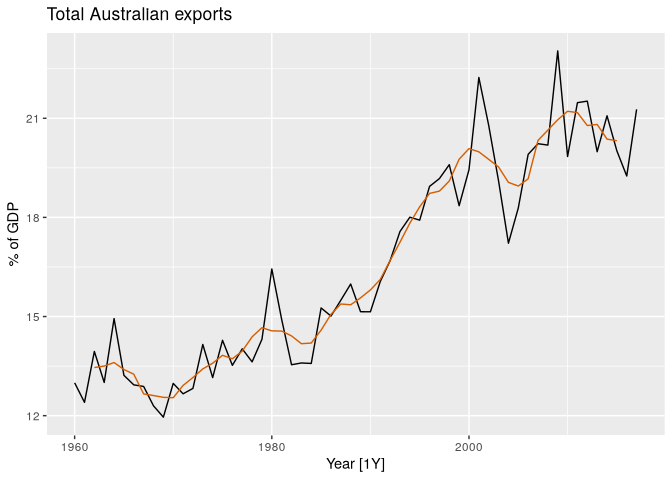 Total Australian exports
% of GDP
21
18
15
12
1960
1980
2000
Year [1Y]